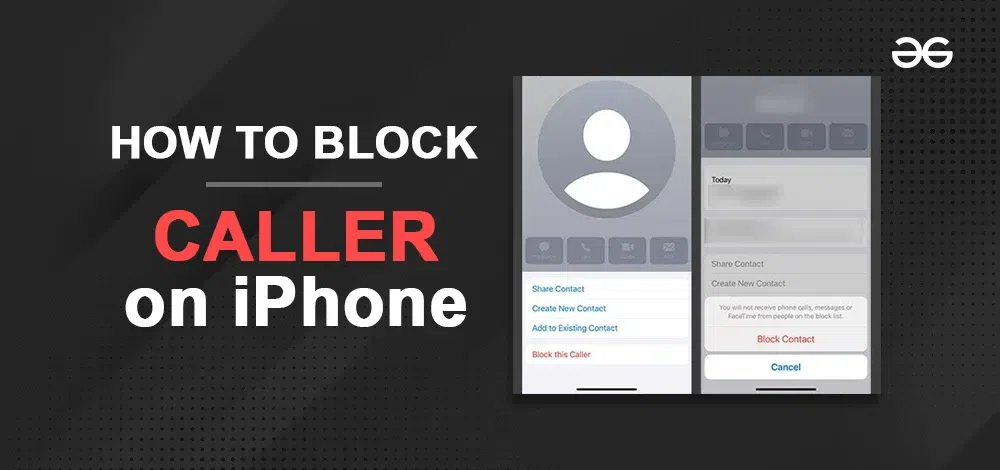 HOW TO BLOCK
CALLER
on iPhone
Share Contact
Create New Contact
Add to Existing Contact
Block this Caller
Today
Share Contact
Create New Contact
You will not receive phone calls, messages or
FaceTime from people on the block list.
Block Contact
Cancel